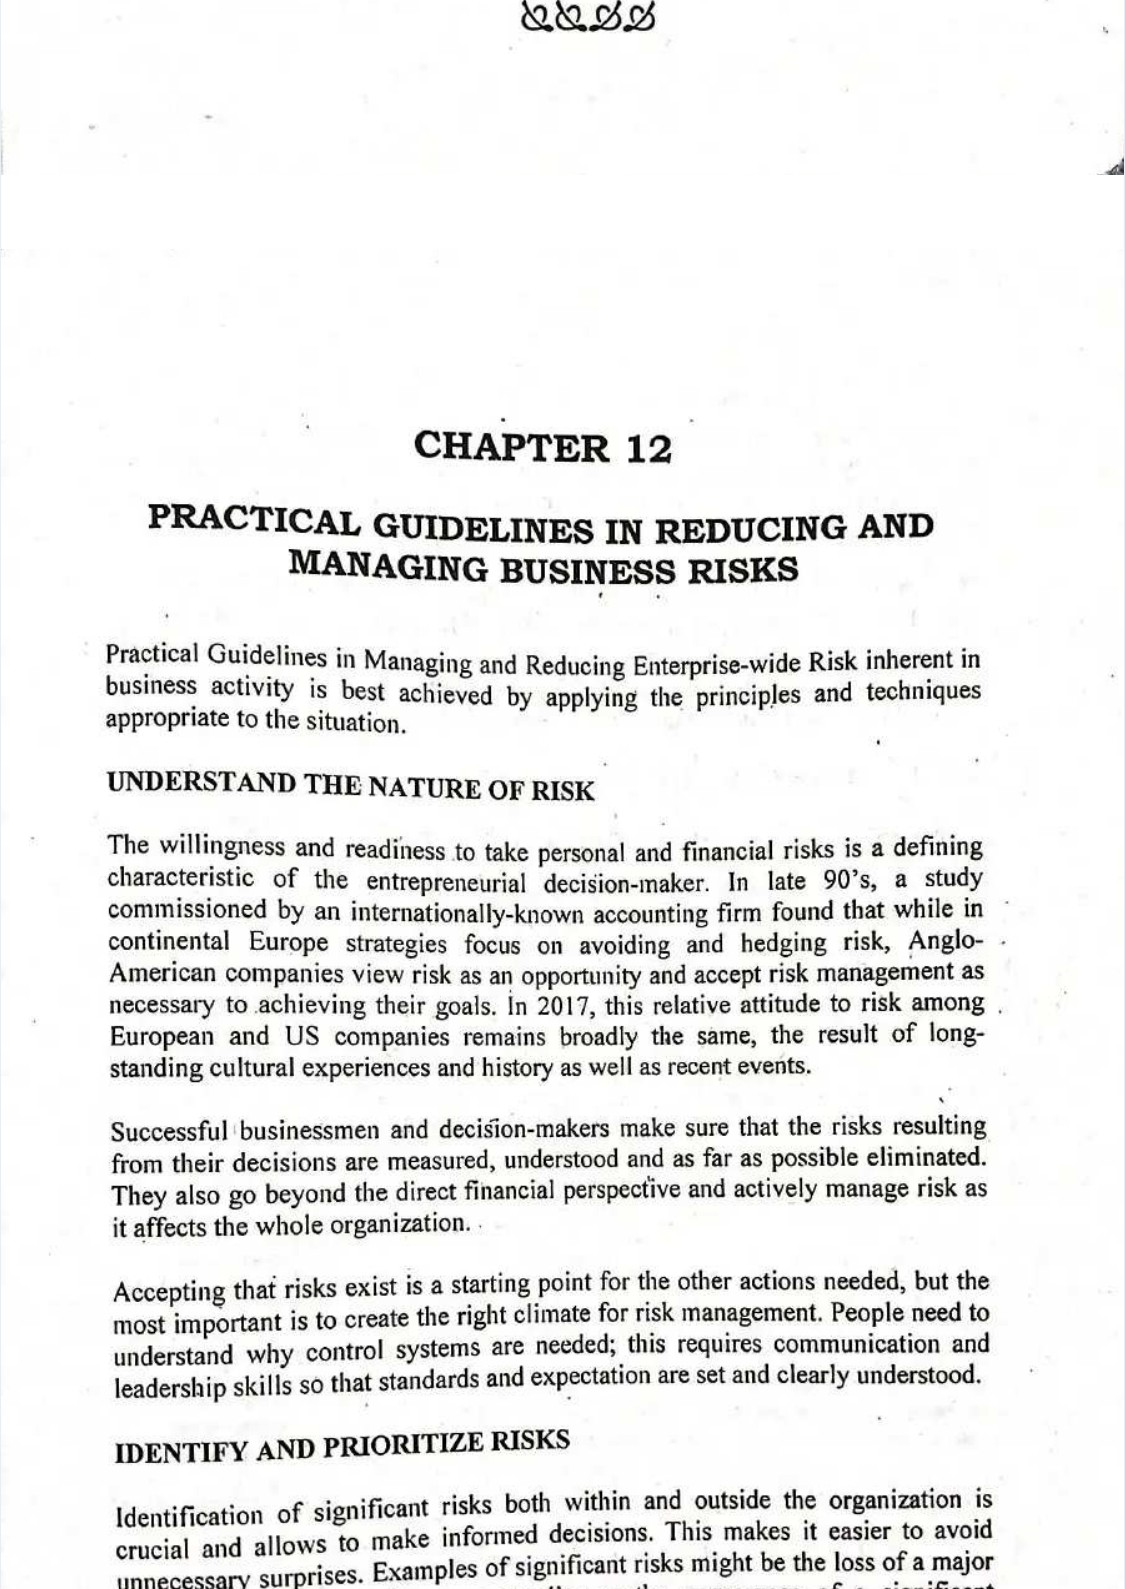 CHAPTER 12
PRACTICAL GUIDELINES IN REDUCING AND
MANAGING BUSINESS RISKS
Practical Guidelines in Managing and Reducing Enterprise-wide Risk inherent in
business activity is best achieved by applying the principles and techniques
appropriate to the situation.
UNDERSTAND THE NATURE OF RISK
The willingness and readiness to take personal and financial risks is a defining
characteristic of the entrepreneurial decision-maker. In late 90's, a study
commissioned by an internationally-known accounting firm found that while in
continental Europe strategies focus on avoiding and hedging risk, Anglo-
American companies view risk as an opportunity and accept risk management as
necessary to achieving their goals. In 2017, this relative attitude to risk among
European and US companies remains broadly the same, the result of long-
standing cultural experiences and history as well as recent events.
Successful businessmen and decision-makers make sure that the risks resulting
from their decisions are measured, understood and as far as possible eliminated.
They also go beyond the direct financial perspective and actively manage risk as
it affects the whole organization.
Accepting that risks exist is a starting point for the other actions needed, but the
most important is to create the right climate for risk management. People need to
understand why control systems are needed; this requires communication and
leadership skills so that standards and expectation are set and clearly understood.
IDENTIFY AND PRIORITIZE RISKS
Identification of significant risks both within and outside the organization is
crucial and allows to make informed decisions. This makes it easier to avoid
unnecessary surprises. Examples of significant risks might be the loss of a major